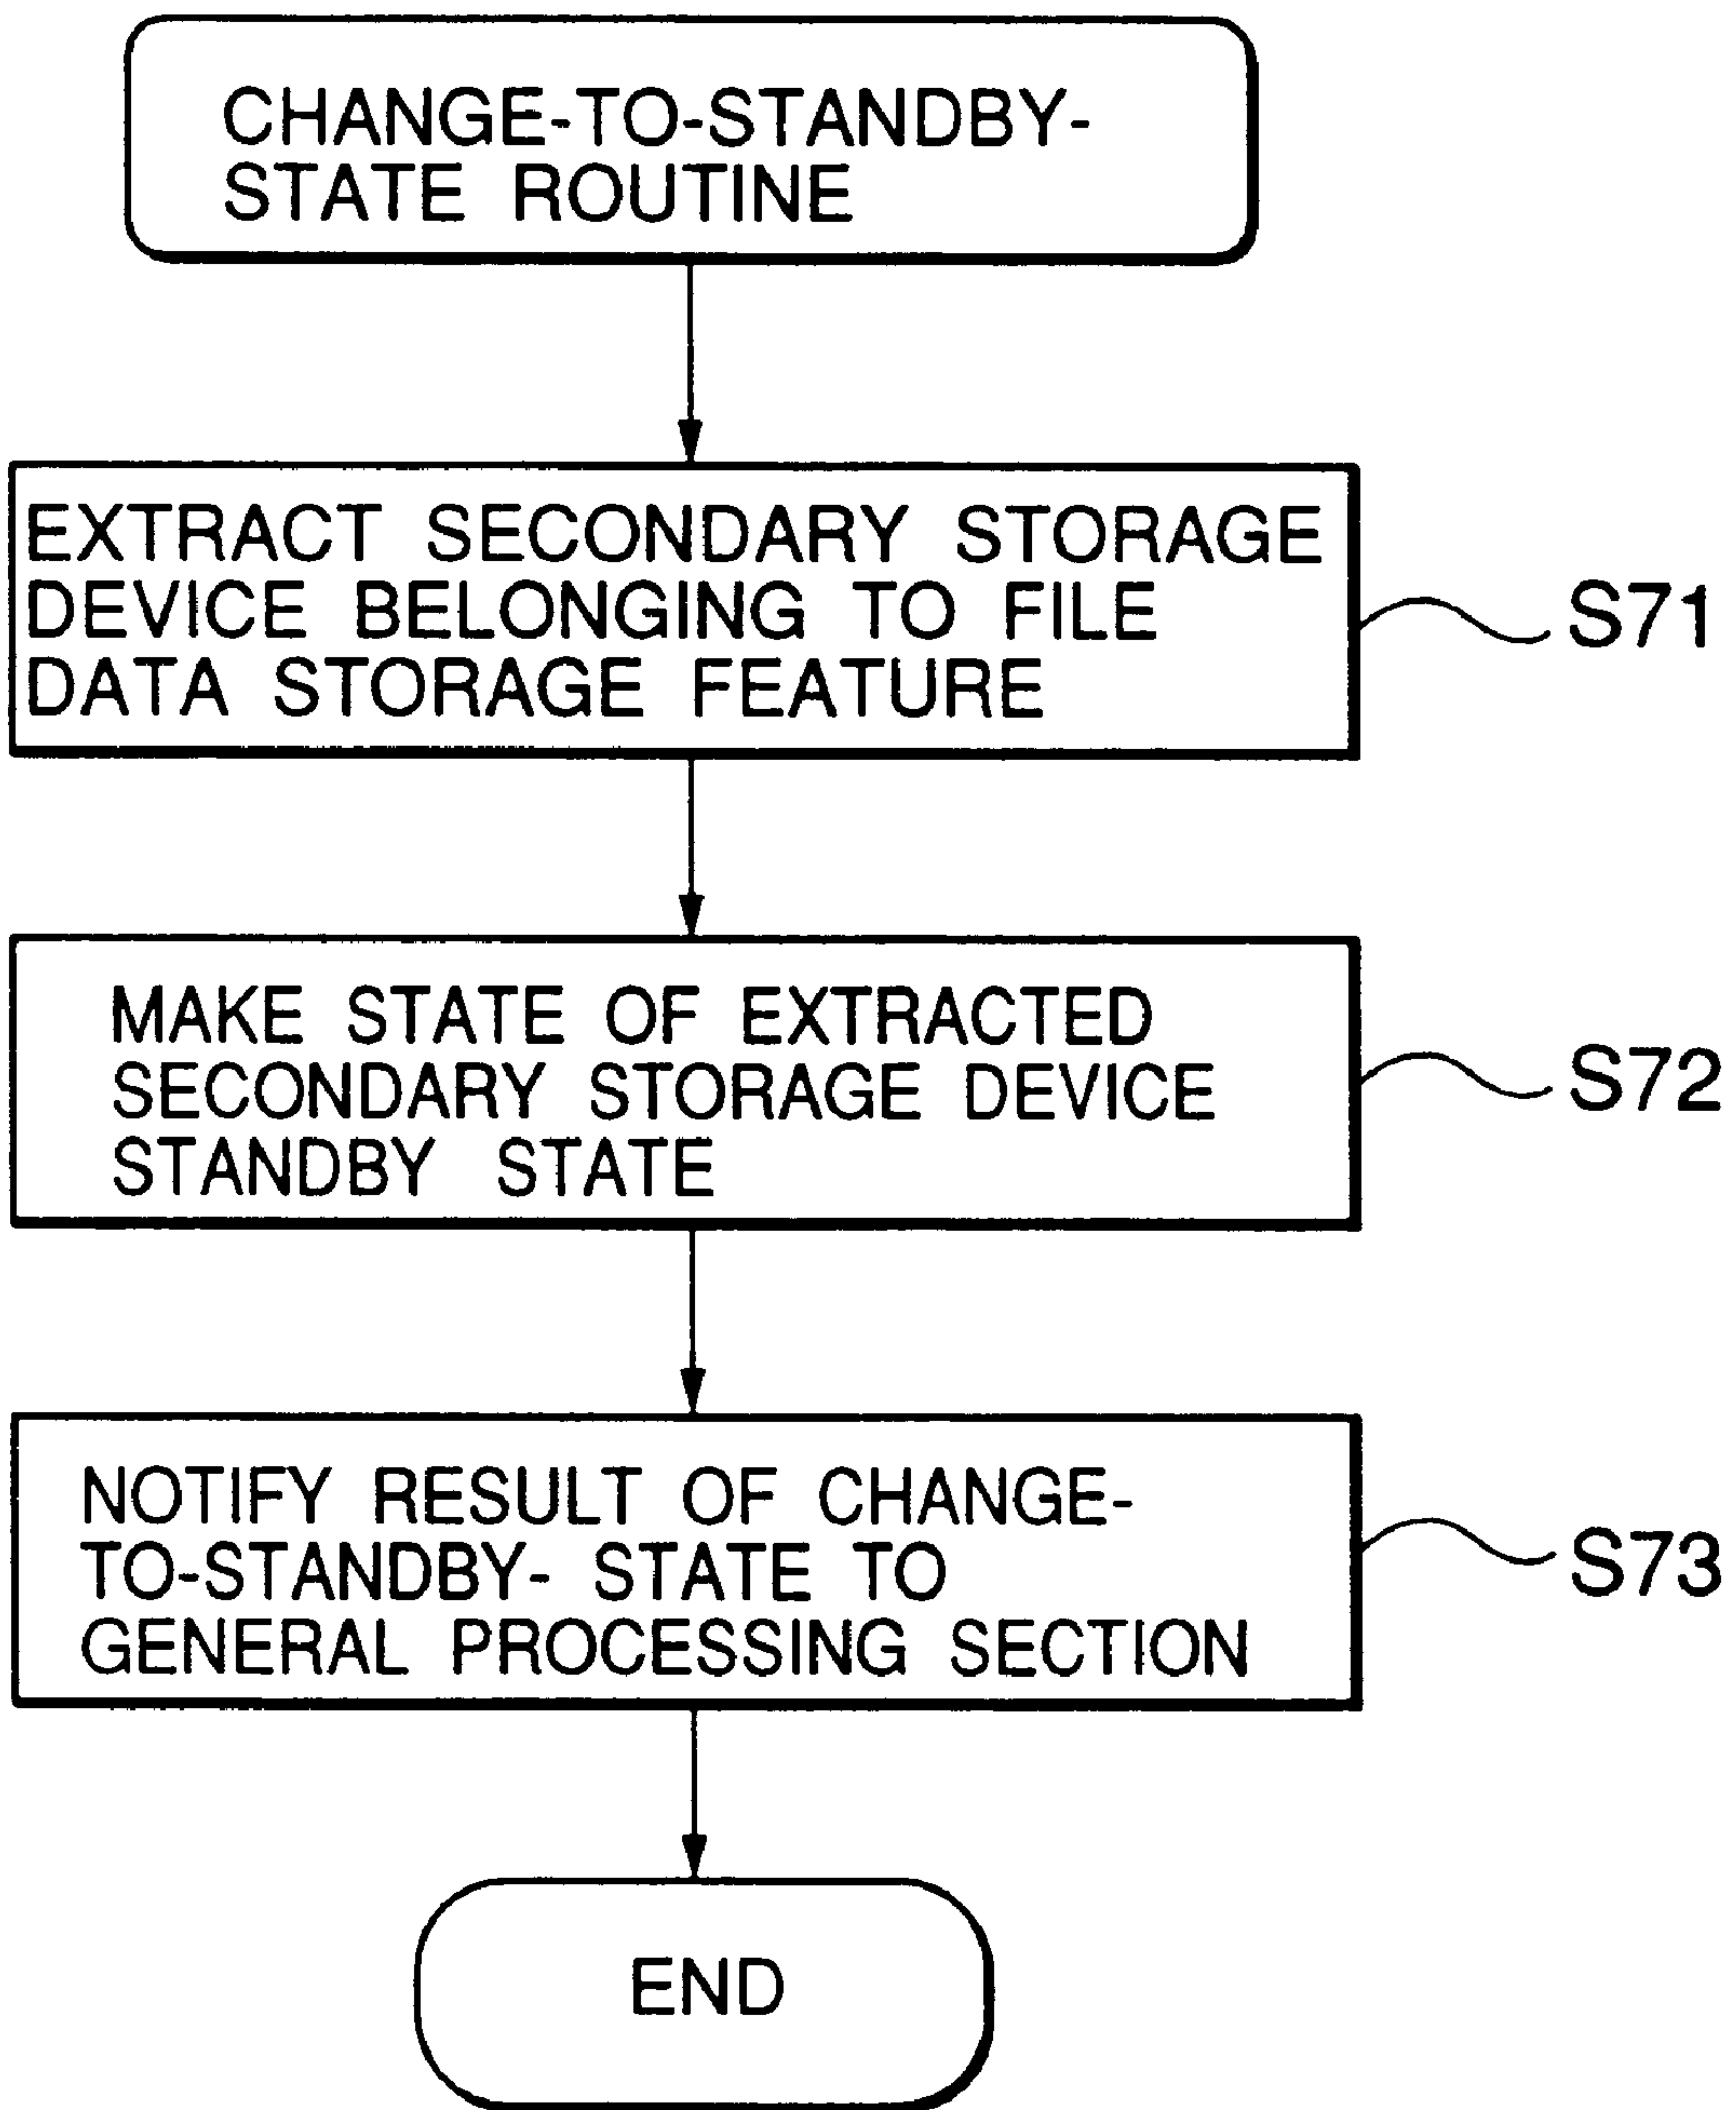 CHANGE-TO-STANDBY-
STATE ROUTINE
EXTRACT SECONDARY STORAGE
DEVICE BELONGING TO FILE
DATA STORAGE FEATURE
S71
MAKE STATE OF EXTRACTED
SECONDARY STORAGE DEVICE
STANDBY STATE
S72
NOTIFY RESULT OF CHANGE-
TO-STANDBY- STATE TO
GENERAL PROCESSING SECTION
S73
END